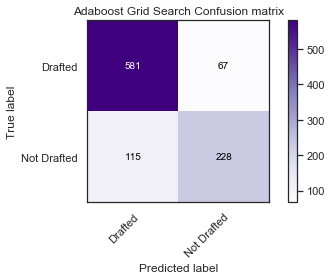 Adaboost Grid Search Confusion matrix
Drafted
581
67
Not Drafted
115
228
True label
Drafted
Not Drafted
Predicted label
500
400
300
200
100